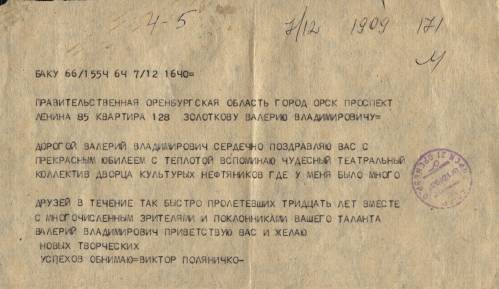 4-5 7/12 1909 171
М
БАКУ 66/1554 64 7/12 1640=
ПРАВИТЕЛЬСТВЕННАЯ ОРЕНБУРГСКАЯ ОБЛАСТЬ ГОРОД ОРСК ПРОСПЕКТ
ЛЕНИНА 85 КВАРТИРА 128 ЗОЛОТКОВУ ВАЛЕРИЮ ВЛАДИМИРОВИЧУ=
ДОРОГОЙ ВАЛЕРИЙ ВЛАДИМИРОВИЧ СЕРДЕЧНО ПОЗДРАВЛЯЮ ВАС С
ПРЕКРАСНЫМ ЮБИЛЕЕМ С ТЕПЛОТОЙ ВСПОМИНАЮ ЧУДЕСНЫЙ ТЕАТРАЛЬНЫЙ
КОЛЛЕКТИВ ДВОРЦА КУЛЬТУРЫХ НЕФТЯНИКОВ ГДЕ У МЕНЯ БЫЛО МНОГО
ДРУЗЕЙ В ТЕЧЕНИЕ ТАК БЫСТРО ПРОЛЕТЕВШИХ ТРИДЦАТЬ ЛЕТ ВМЕСТЕ
С МНОГОЧИСЛЕННЫМ ЗРИТЕЛЯМИ И ПОКЛОННИКАМИ ВАШЕГО ТАЛАНТА
ВАЛЕРИЙ ВЛАДИМИРОВИЧ ПРИВЕТСТВУЮ ВАС И ЖЕЛАЮ
НОВЫХ ТВОРЧЕСКИХ
УСПЕХОВ ОБНИМАЮ=ВИКТОР ПОЛЯНИЧКО-